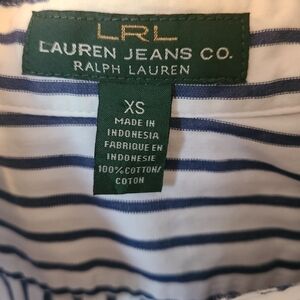 LRL
LAUREN JEANS CO.
RALPH LAUREN
XS
MADE IN
INDONESIA
FABRIQUE EN
INDONESIE
100% COTTON/
COTON